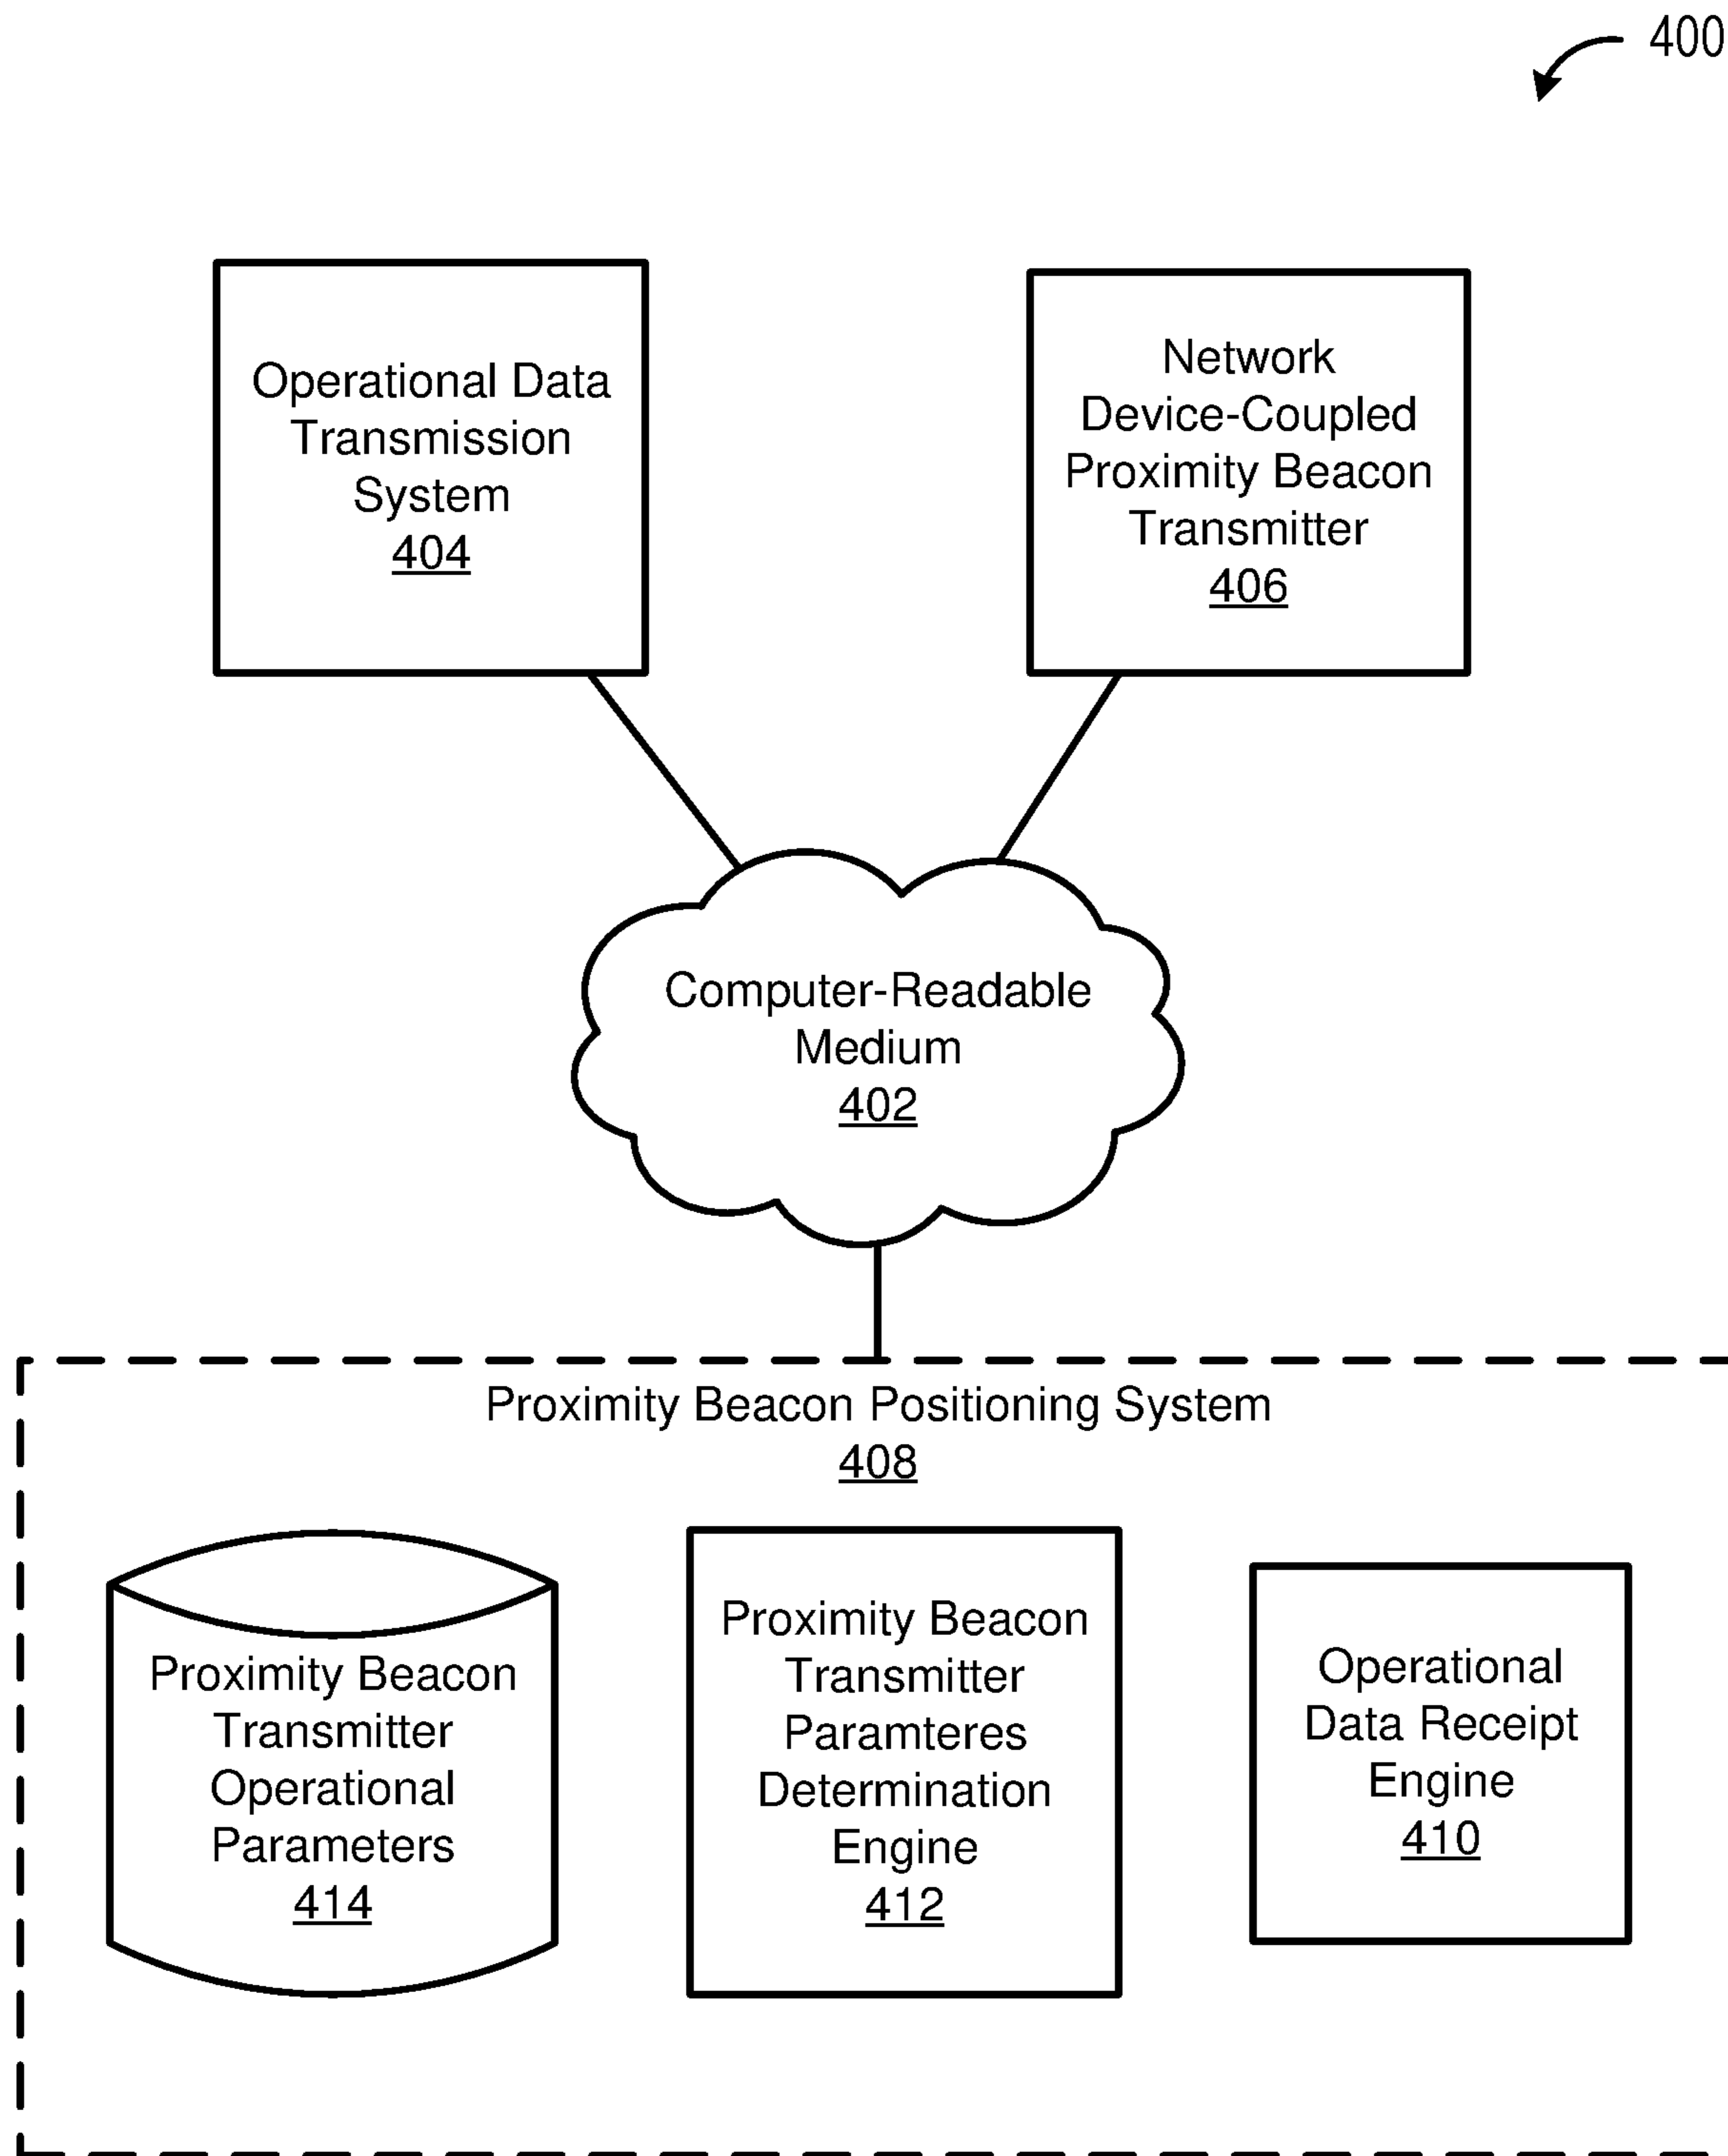 400
Operational Data
Transmission
System
404
Network
Device-Coupled
Proximity Beacon
Transmitter
406
Computer-Readable
Medium
402
Proximity Beacon Positioning System
408
Proximity Beacon
Transmitter
Operational
Parameters
414
Proximity Beacon
Transmitter
Paramteres
Determination
Engine
412
Operational
Data Receipt
Engine
410